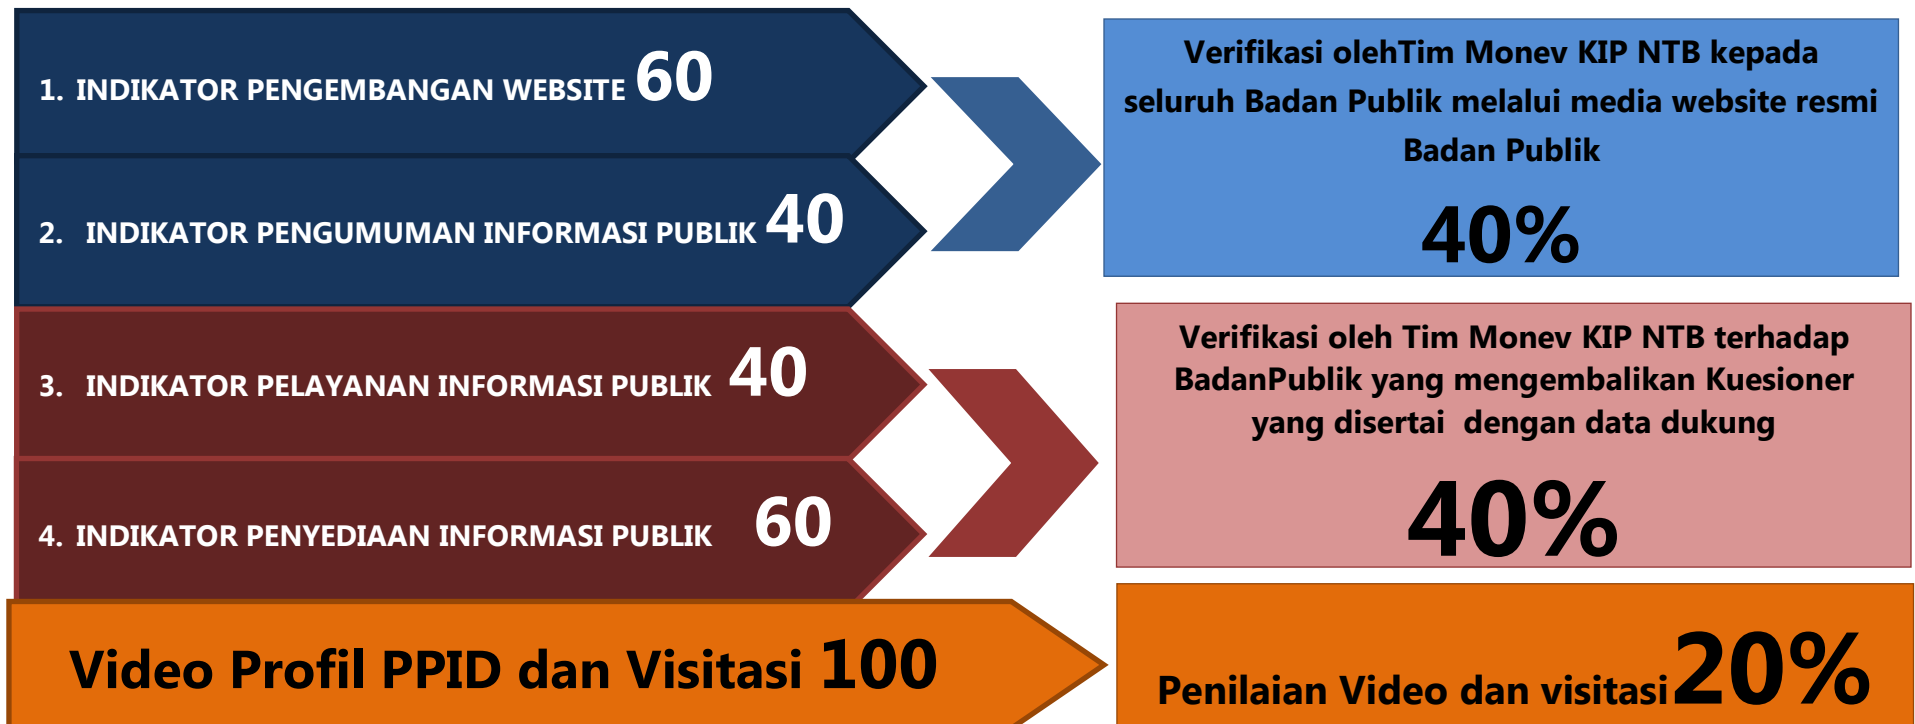 1. INDIKATOR PENGEMBANGAN WEBSITE 60
2. INDIKATOR PENGUMUMAN INFORMASI PUBLIK 40
Verifikasi olehTim Monev KIP NTB kepada
seluruh Badan Publik melalui media website resmi
Badan Publik
40%
3. INDIKATOR PELAYANAN INFORMASI PUBLIK 40
4. INDIKATOR PENYEDIAAN INFORMASI PUBLIK 60
Verifikasi oleh Tim Monev KIP NTB terhadap
BadanPublik yang mengembalikan Kuesioner
yang disertai dengan data dukung
40%
Video Profil PPID dan Visitasi 100
Penilaian Video dan visitasi 20%